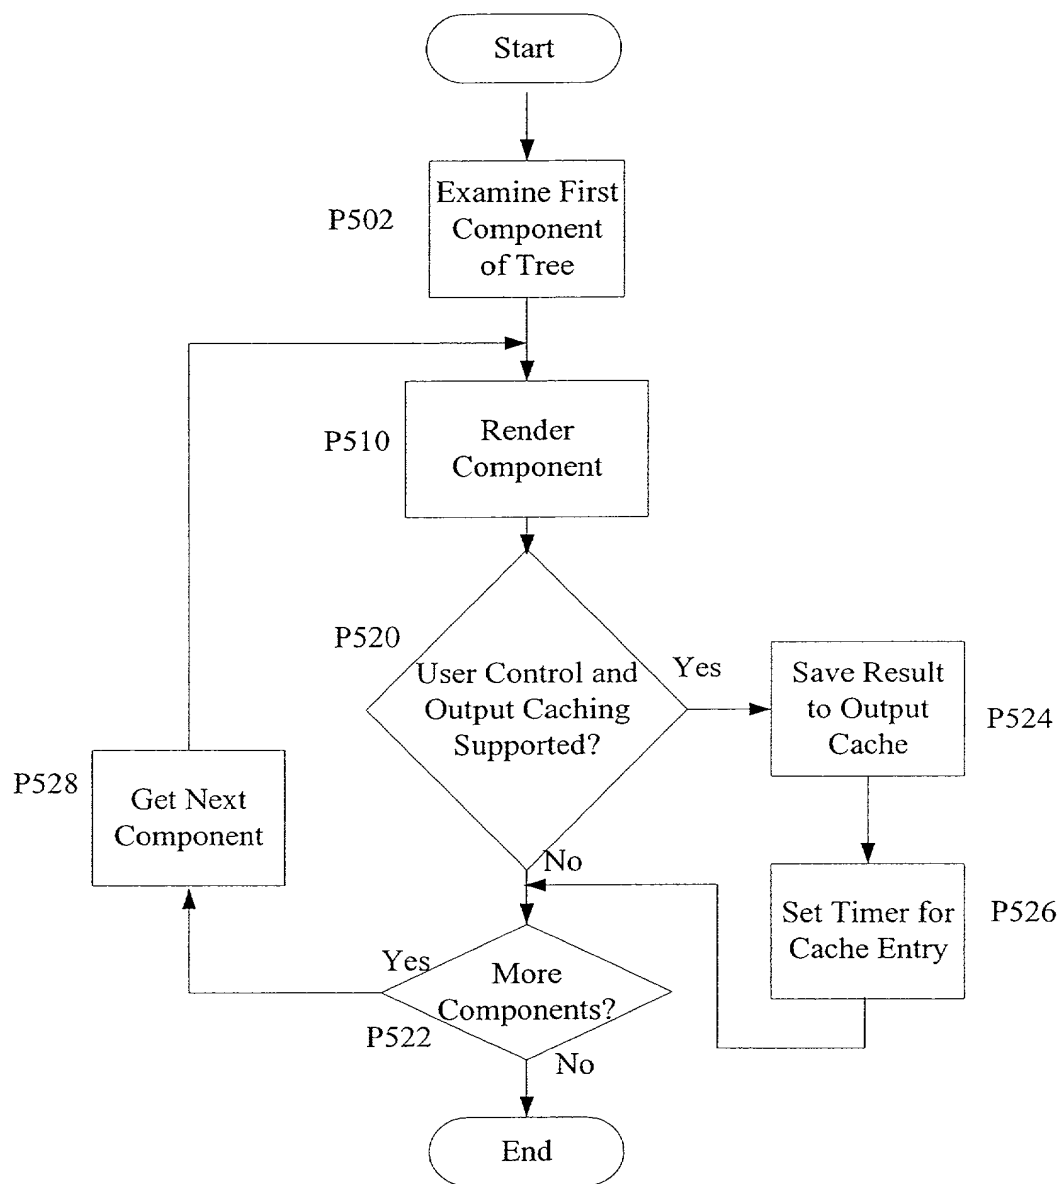 Start
P502
Examine First
Component
of Tree
P510
Render
Component
P520
User Control and
Output Caching
Supported?
Yes
Save Result
to Output
Cache
P524
P528
Get Next
Component
No
Set Timer for
Cache Entry
P526
Yes
More
Components?
P522
No
End